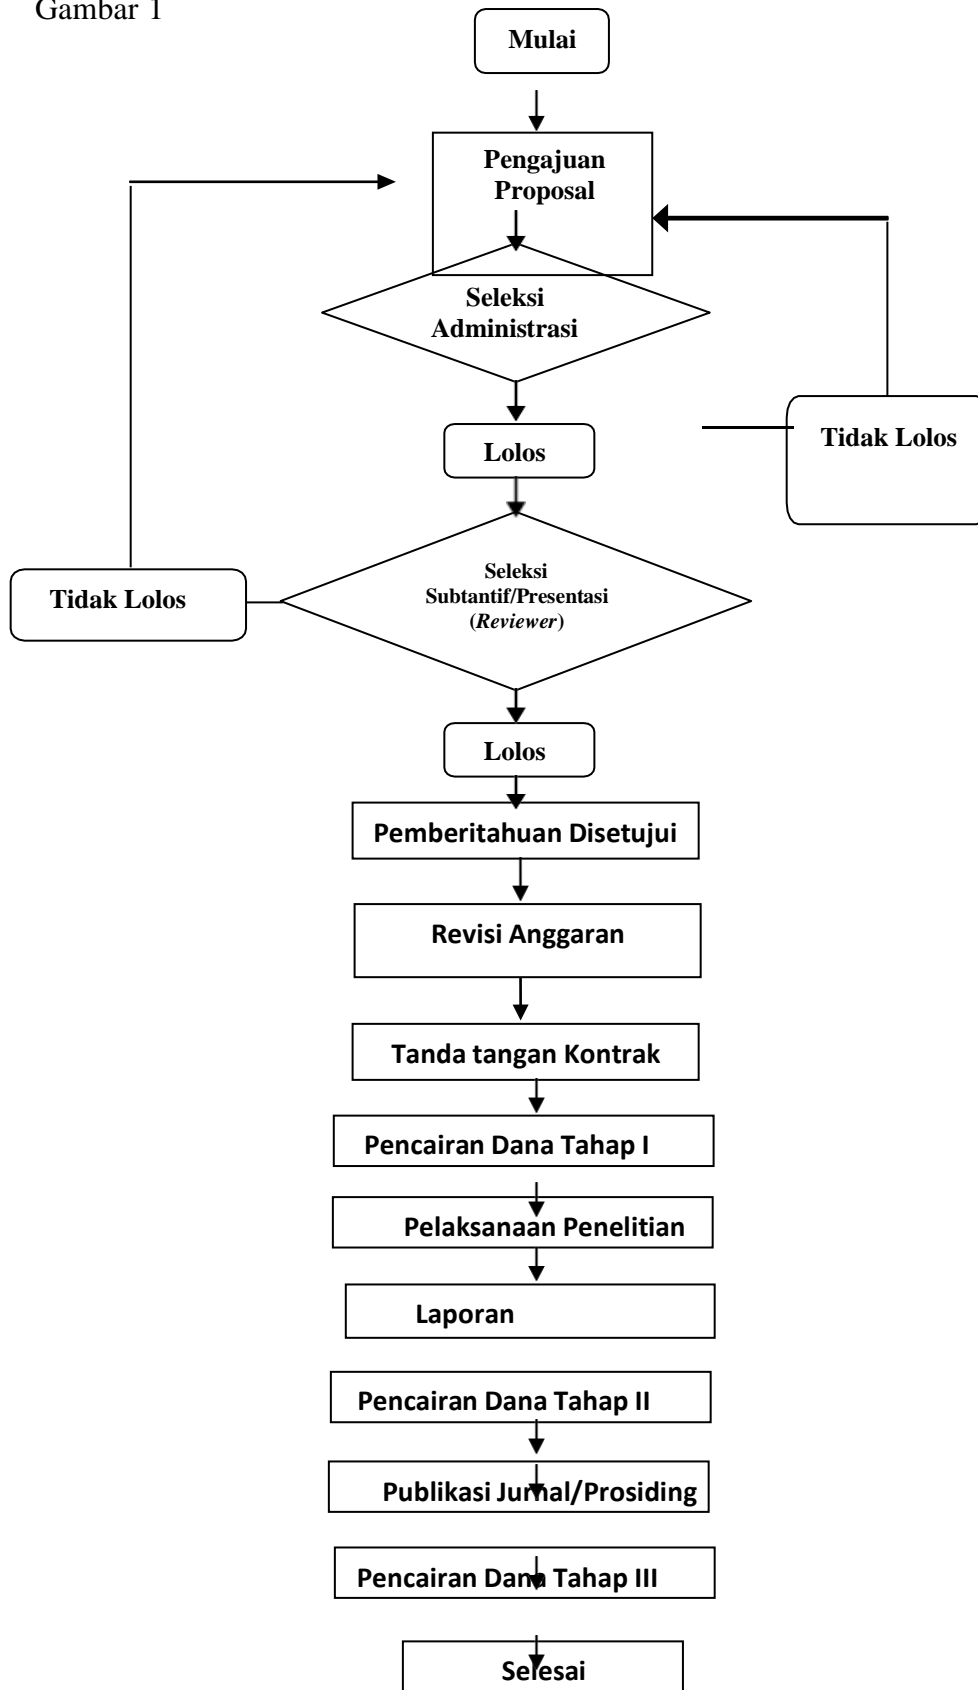 Gambar 1
Mulai
Pengajuan
Proposal
Seleksi
Administrasi
Lolos
Tidak Lolos
Seleksi
Subtantif/Presentasi
(Reviewer)
Tidak Lolos
Lolos
Pemberitahuan Disetujui
Revisi Anggaran
Tanda tangan Kontrak
Pencairan Dana Tahap I
Pelaksanaan Penelitian
Laporan
Pencairan Dana Tahap II
Publikasi Jurnal/Prosiding
Pencairan Dana Tahap III
Selesai